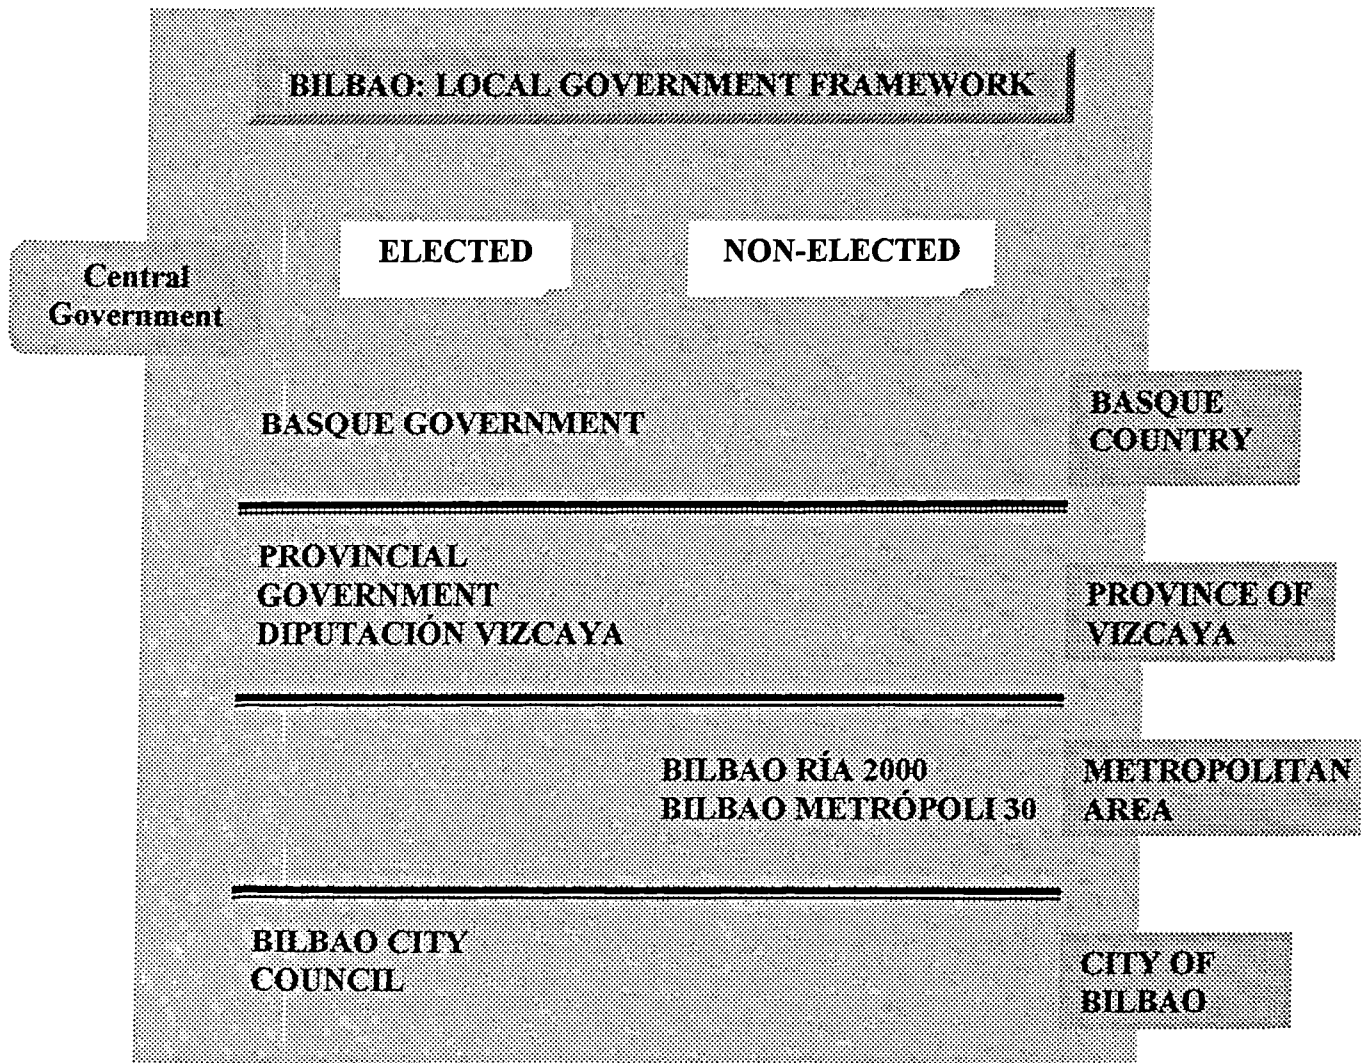 BILBAO: LOCAL GOVERNMENT FRAMEWORK
ELECTED
NON-ELECTED
Central
Government
BASQUE GOVERNMENT
BASQUE
COUNTRY
PROVINCIAL
GOVERNMENT
DIPUTACIÓN VIZCAYA
PROVINCE OF
VIZCAYA
BILBAO RÍA 2000
BILBAO METRÓPOLI 30
METROPOLITAN
AREA
BILBAO CITY
COUNCIL
CITY OF
BILBAO